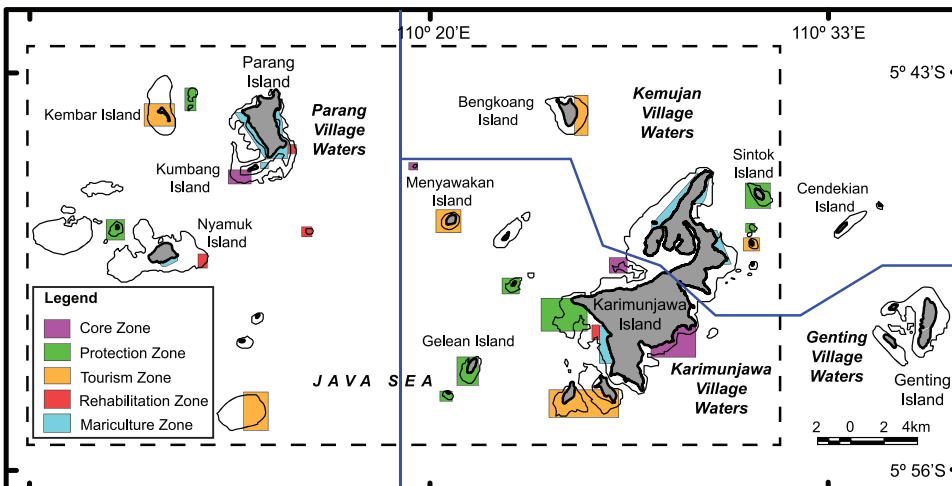 110º 20 'E
110º 33 'E
5º 43'S
Parang
Island
Kembar Island
Parang
Village
Waters
Bengkoang
Island
Kemujan
Village
Waters
Kumbang
Island
Menyawakan
Island
Sintok
Island
Cendekian
Island
Nyamuk
Island
Legend
Core Zone
Protection Zone
Tourism Zone
Rehabilitation Zone
Mariculture Zone
Karimunjawa
Island
Gelean Island
JAVA SEA
Karimunjawa
Village
Waters
Genting
Village
Waters
Genting
Island
2 0 2 4km
5º 56'S